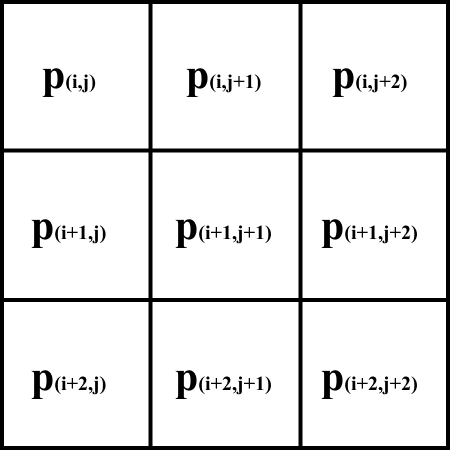 p(i,j) p(i,j+1) p(i,j+2)
p(i+1,j) p(i+1,j+1) p(i+1,j+2)
p(i+2,j) p(i+2,j+1) p(i+2,j+2)